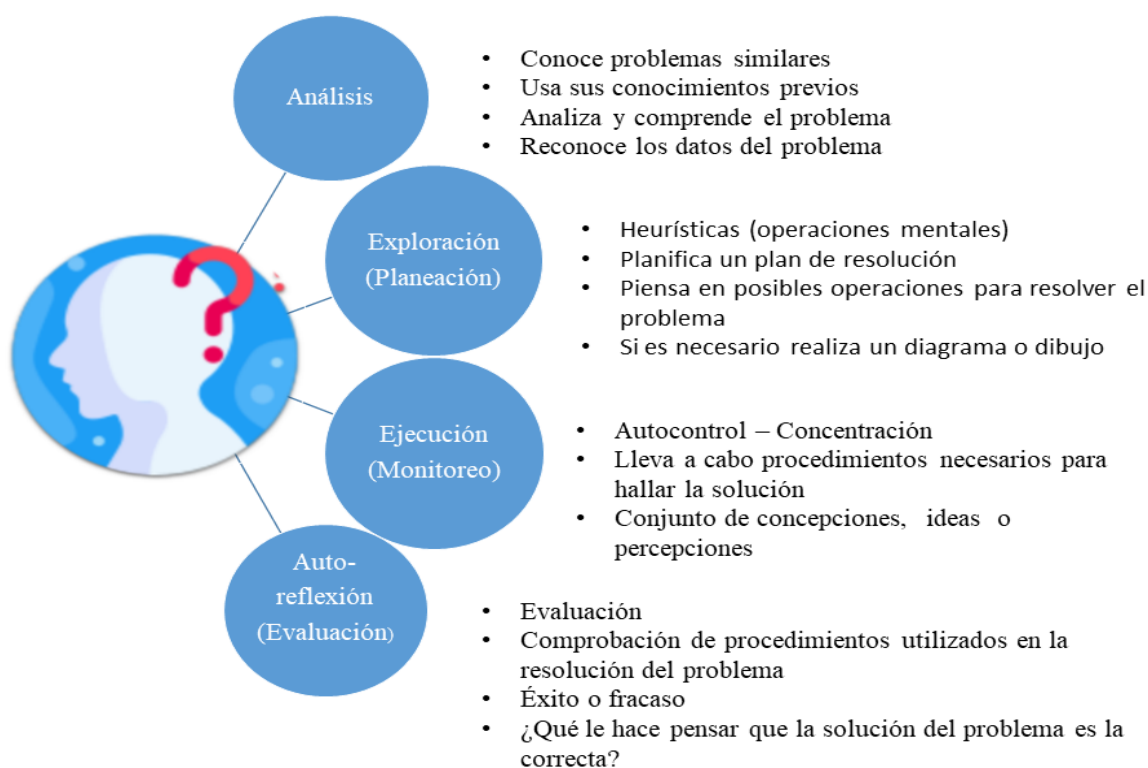 Análisis
• Conoce problemas similares
• Usa sus conocimientos previos
• Analiza y comprende el problema
• Reconoce los datos del problema
Exploración
(Planeación)
• Heurísticas (operaciones mentales)
• Planifica un plan de resolución
• Piensa en posibles operaciones para resolver el
problema
• Si es necesario realiza un diagrama o dibujo
Ejecución
(Monitoreo)
• Autocontrol – Concentración
• Lleva a cabo procedimientos necesarios para
hallar la solución
• Conjunto de concepciones, ideas o
percepciones
Auto-
reflexión
(Evaluación)
• Evaluación
• Comprobación de procedimientos utilizados en la
resolución del problema
• Éxito o fracaso
• ¿Qué le hace pensar que la solución del problema es la
correcta?